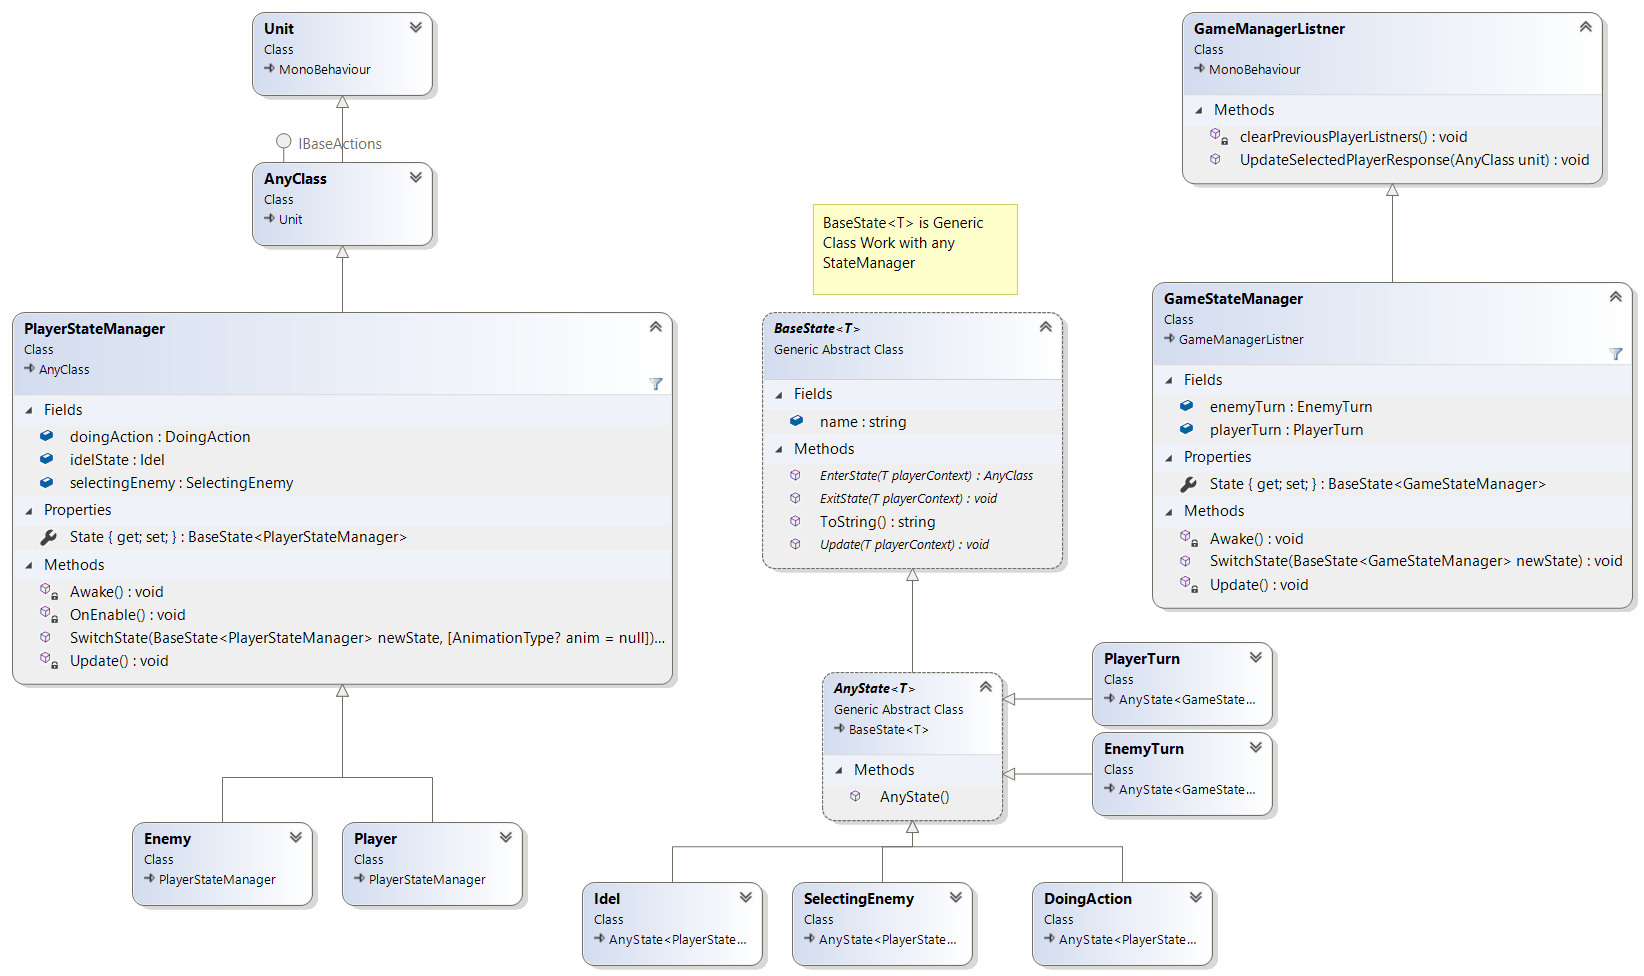 Unit
Class
MonoBehaviour
IBaseActions
AnyClass
Class
Unit
PlayerStateManager
Class
AnyClass
Fields
doingAction : DoingAction
idelState : Idel
selectingEnemy : SelectingEnemy
Properties
State { get; set; } : BaseState<PlayerStateManager>
Methods
Awake() : void
OnEnable() : void
SwitchState(BaseState<PlayerStateManager> newState, [AnimationType? anim = null])...
Update() : void
Enemy
Class
PlayerStateManager
Player
Class
PlayerStateManager
BaseState<T> is Generic
Class Work with any
StateManager
BaseState<T>
Generic Abstract Class
Fields
name : string
Methods
EnterState(T playerContext) : AnyClass
ExitState(T playerContext) : void
ToString() : string
Update(T playerContext) : void
AnyState<T>
Generic Abstract Class
BaseState<T>
Methods
AnyState()
Idel
Class
AnyState<PlayerState...
SelectingEnemy
Class
AnyState<PlayerState...
DoingAction
Class
AnyState<PlayerState...
PlayerTurn
Class
AnyState<GameState...
EnemyTurn
Class
AnyState<GameState...
GameManagerListner
Class
MonoBehaviour
Methods
clearPreviousPlayerListners() : void
UpdateSelectedPlayerResponse(AnyClass unit) : void
GameStateManager
Class
GameManagerListner
Fields
enemyTurn : EnemyTurn
playerTurn : PlayerTurn
Properties
State { get; set; } : BaseState<GameStateManager>
Methods
Awake() : void
SwitchState(BaseState<GameStateManager> newState) : void
Update() : void